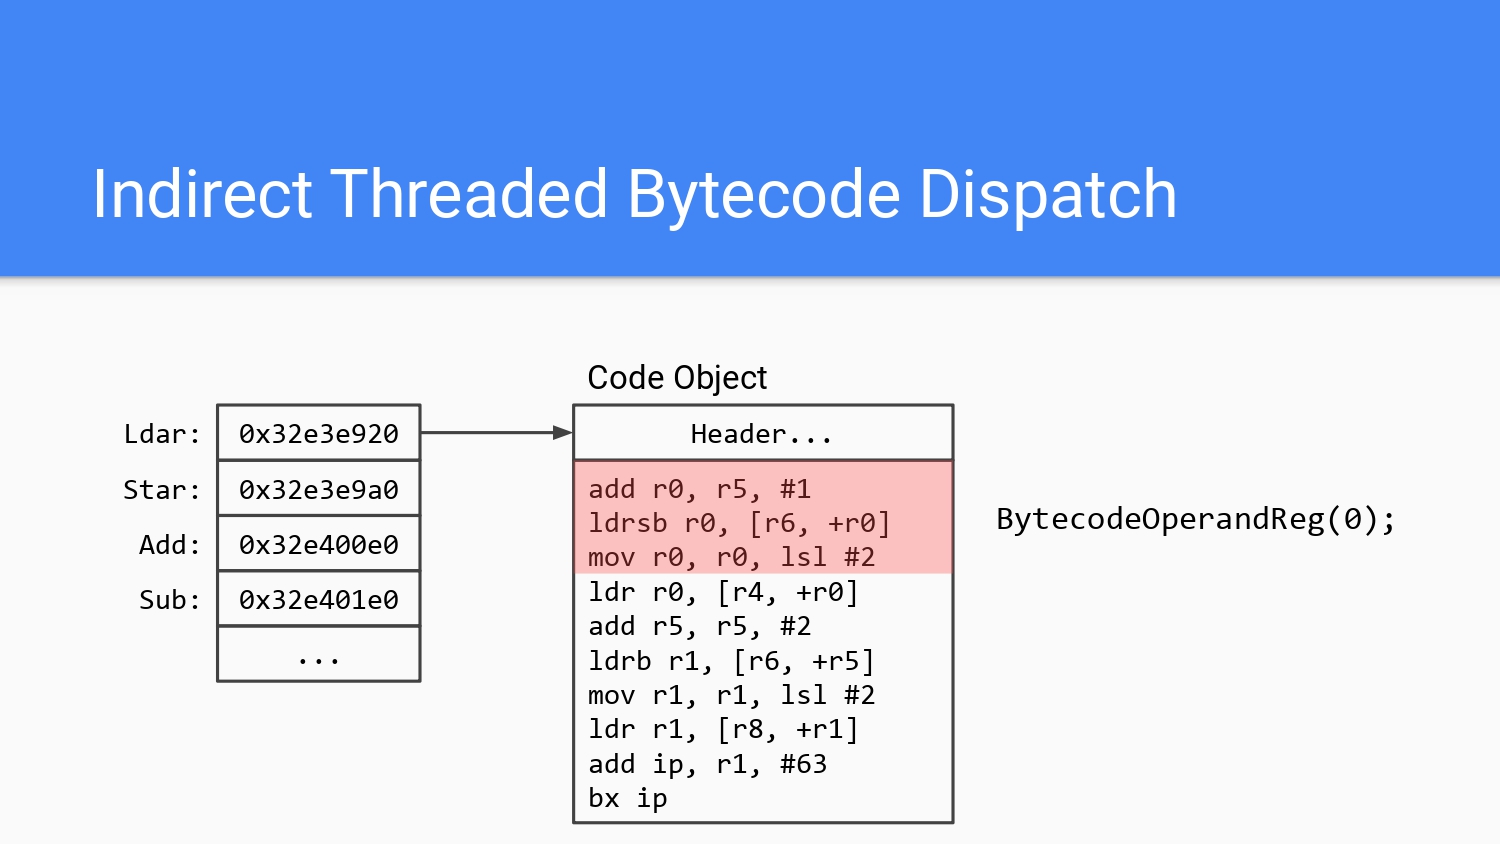 Indirect Threaded Bytecode Dispatch
Code Object
Ldar: 0x32e3e920
Star: 0x32e3e9a0
Add: 0x32e400e0
Sub: 0x32e401e0
...
Header...
add r0, r5, #1
ldrsb r0, [r6, +r0]
mov r0, r0, lsl #2
ldr r0, [r4, +r0]
add r5, r5, #2
ldrb r1, [r6, +r5]
mov r1, r1, lsl #2
ldr r1, [r8, +r1]
add ip, r1, #63
bx ip
BytecodeOperandReg(0);